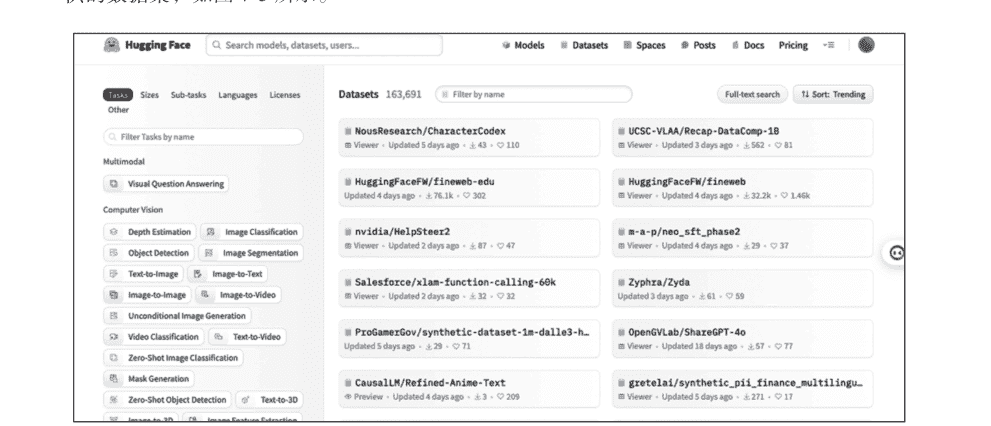 Hugging Face Search models, datasets, users... Models Datasets Spaces Posts Docs Pricing
Tasks Sizes Sub-tasks Languages Licenses
Other
Filter Tasks by name
Multimodal
Visual Question Answering
Computer Vision
Depth Estimation Image Classification
Object Detection Image Segmentation
Text-to-Image Image-to-Text
Image-to-Image Image-to-Video
Unconditional Image Generation
Video Classification Text-to-Video
Zero-Shot Image Classification
Mask Generation
Zero-Shot Object Detection Text-to-3D
Image-to-3D Image Feature Extraction
Datasets 163,691 Filter by name Full-text search Sort: Trending
NousResearch/CharacterCodex
Viewer • Updated 5 days ago • 43 • 110
UCSC-VLAA/Recap-DataComp-1B
Viewer • Updated 3 days ago • 562 • 81
HuggingFaceFW/fineweb-edu
Updated 4 days ago • 76.1k • 302
HuggingFaceFW/fineweb
Viewer • Updated 4 days ago • 32.2k • 1.46k
nvidia/HelpSteer2
Viewer • Updated 2 days ago • 87 • 47
m-a-p/neo_sft_phase2
Viewer • Updated 4 days ago • 29 • 37
Salesforce/xlam-function-calling-60k
Viewer • Updated 2 days ago • 32 • 32
Zyphra/Zyda
Updated 3 days ago • 61 • 59
ProGamerGov/synthetic-dataset-1m-dalle3-h…
Updated 5 days ago • 29 • 71
OpenGVLab/ShareGPT-4o
Viewer • Updated 18 days ago • 57 • 77
CausalLM/Refined-Anime-Text
Preview • Updated 4 days ago • 3 • 209
gretelai/synthetic_pii_finance_multilingu…
Viewer • Updated 5 days ago • 271 • 17